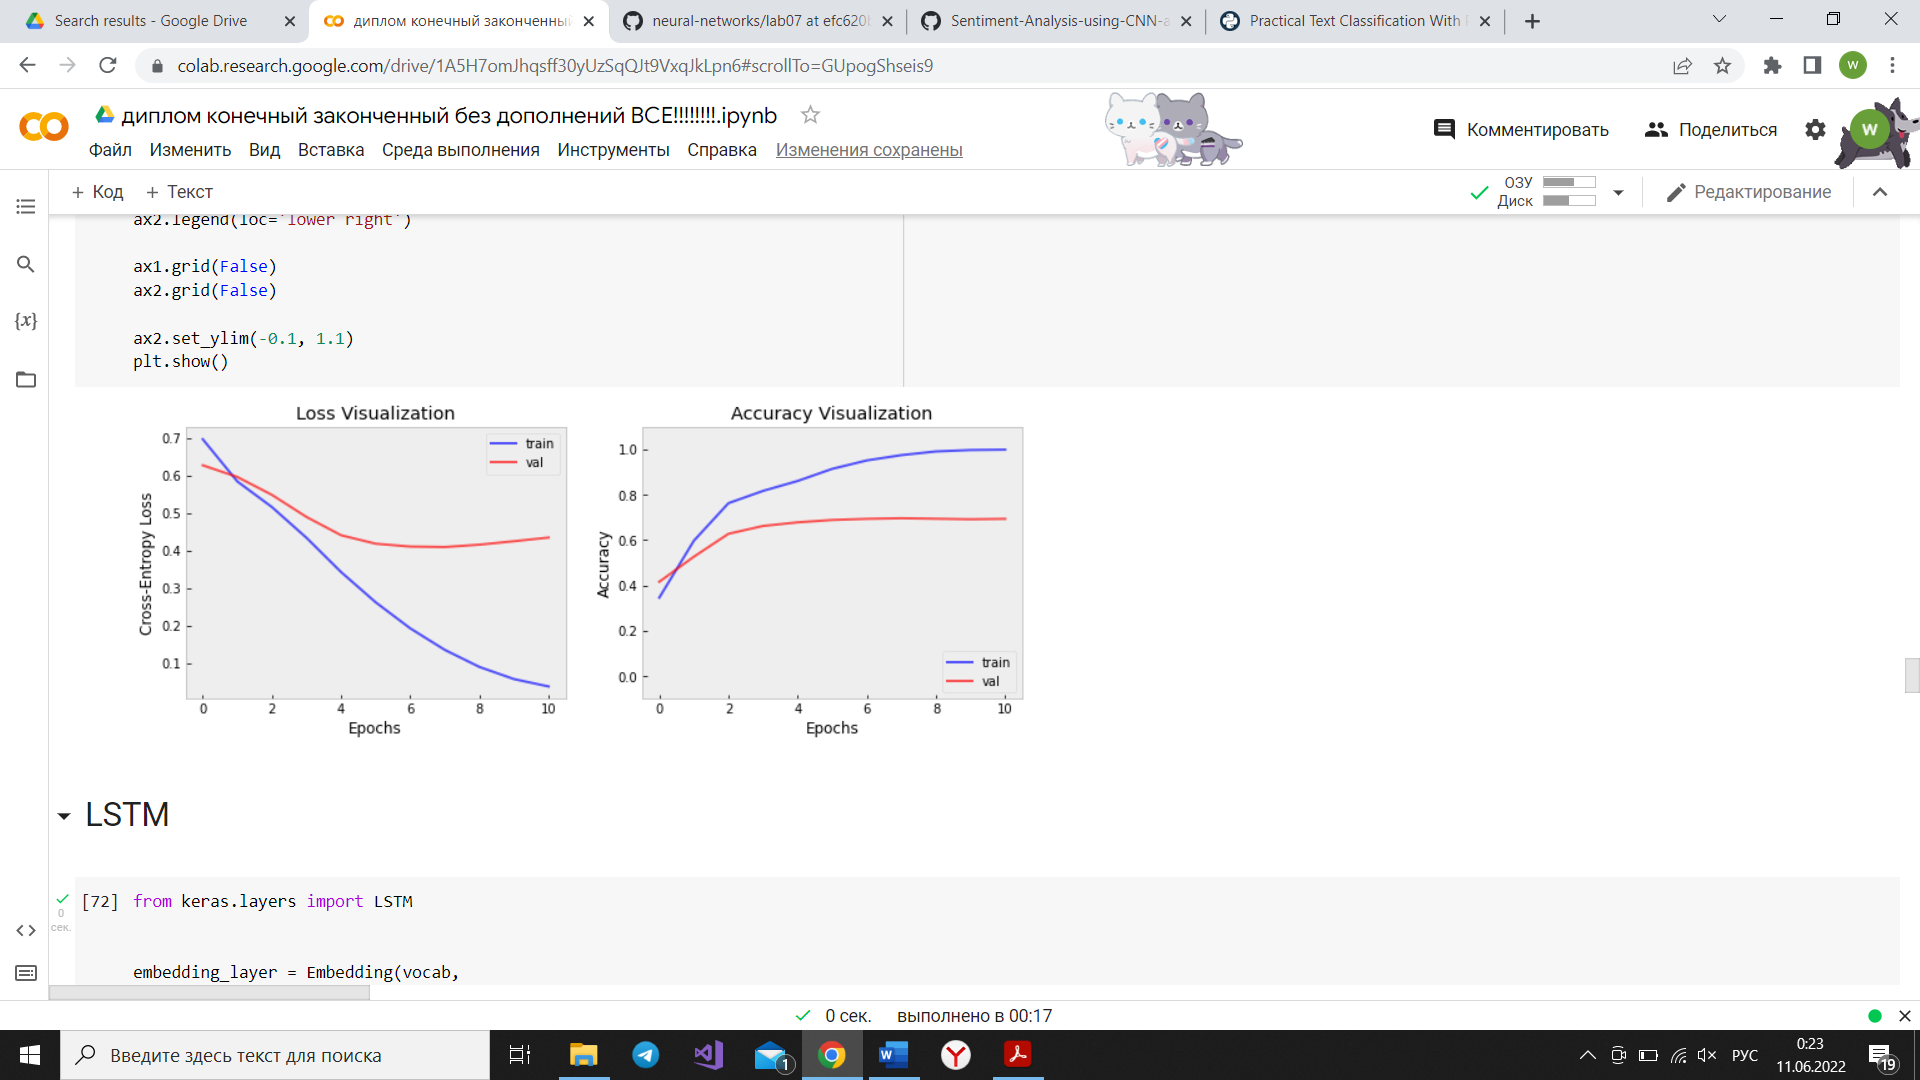 Search results - Google Drive
диплом конечный законченный
neural-networks/lab07 at efc620
Sentiment-Analysis-using-CNN-a
Practical Text Classification With
colab.research.google.com/drive/1A5H7omJhqsff30yUzSqQJt9VxqJkLpn6#scrollTo=GUpogShseis9
W
диплом конечный законченный без дополнений ВСЕ!!!!!!!!.ipynb
Комментировать
Поделиться
W
Файл Изменить Вид Вставка Среда выполнения Инструменты Справка Изменения сохранены
+ Код + Текст
ОЗУ
Диск
Редактирование
ax2.legend(loc='lower right')
ax1.grid(False)
ax2.grid(False)
ax2.set_ylim(-0.1, 1.1)
plt.show()
Loss Visualization
0.7
0.6
0.5
0.4
0.3
0.2
0.1
Cross-Entropy Loss
train
val
0 2 4 6 8 10
Epochs
Accuracy Visualization
1.0
0.8
0.6
0.4
0.2
0.0
Accuracy
train
val
0 2 4 6 8 10
Epochs
LSTM
0
сек.
[72] from keras.layers import LSTM
embedding_layer = Embedding(vocab,
0 сек. выполнено в 00:17
Введите здесь текст для поиска
1
РУС
0:23
11.06.2022
19